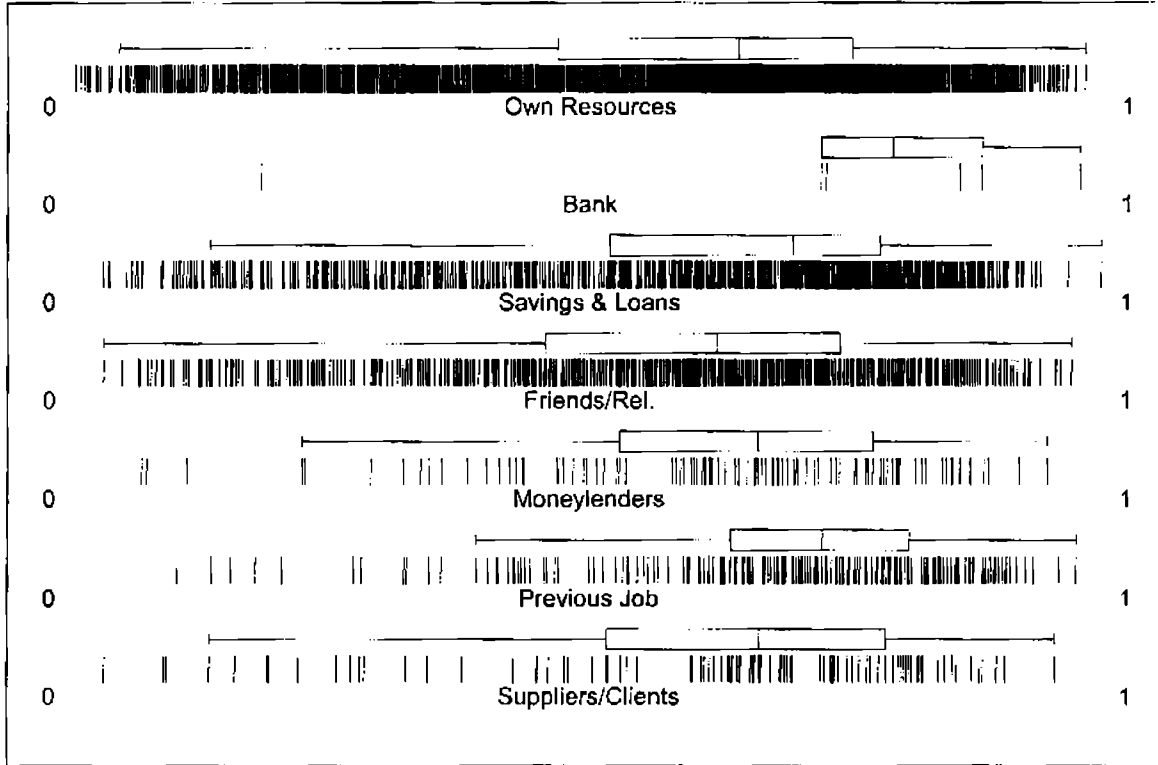 0 Own Resources 1
0 Bank 1
0 Savings & Loans 1
0 Friends/Rel. 1
0 Moneylenders 1
0 Previous Job 1
0 Suppliers/Clients 1